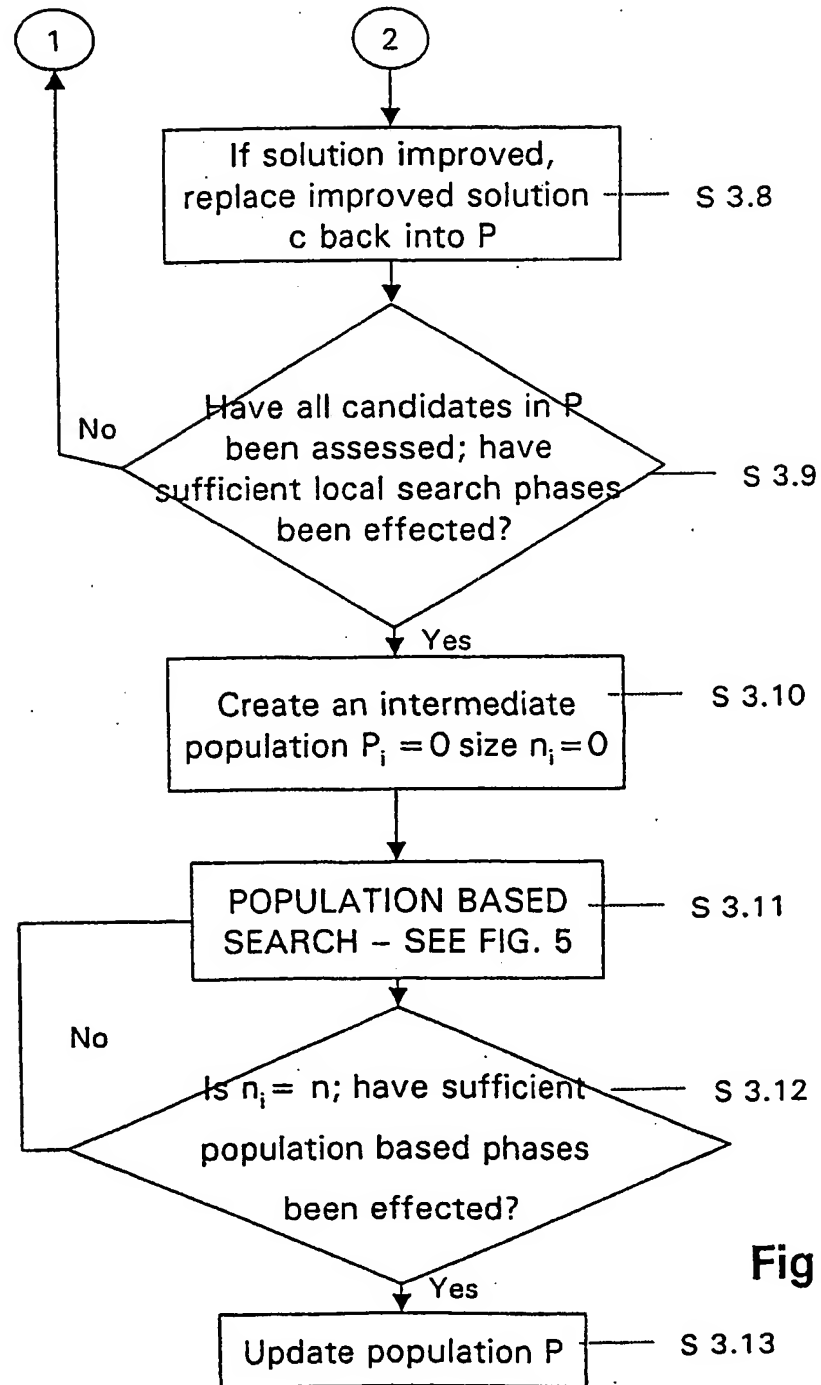 1
2
If solution improved,
replace improved solution
c back into P
S 3.8
Have all candidates in P
been assessed; have
sufficient local search phases
been effected?
No
S 3.9
Yes
Create an intermediate
population Pᵢ = 0 size nᵢ = 0
S 3.10
POPULATION BASED
SEARCH – SEE FIG. 5
S 3.11
No
Is nᵢ = n; have sufficient
population based phases
been effected?
S 3.12
Fig
Yes
Update population P
S 3.13